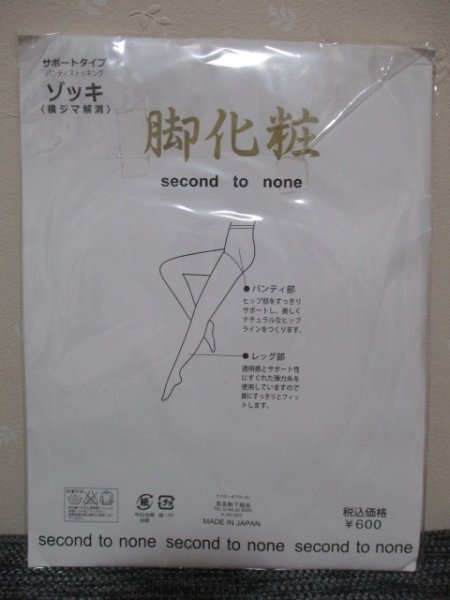 サポートタイプ
パンティストッキング
ゾッキ
(横ジマ解消)
脚化粧
second to none
●パンティ部
ヒップ部をすっきり
サポートし、美しく
ナチュラルなヒップ
ラインをつくります。
●レッグ部
透明感とサポート性
にすぐれた弾力糸を
使用していますので
脚にすっきりとフィッ
トします。
MADE IN JAPAN
税込価格
¥600
second to none second to none second to none